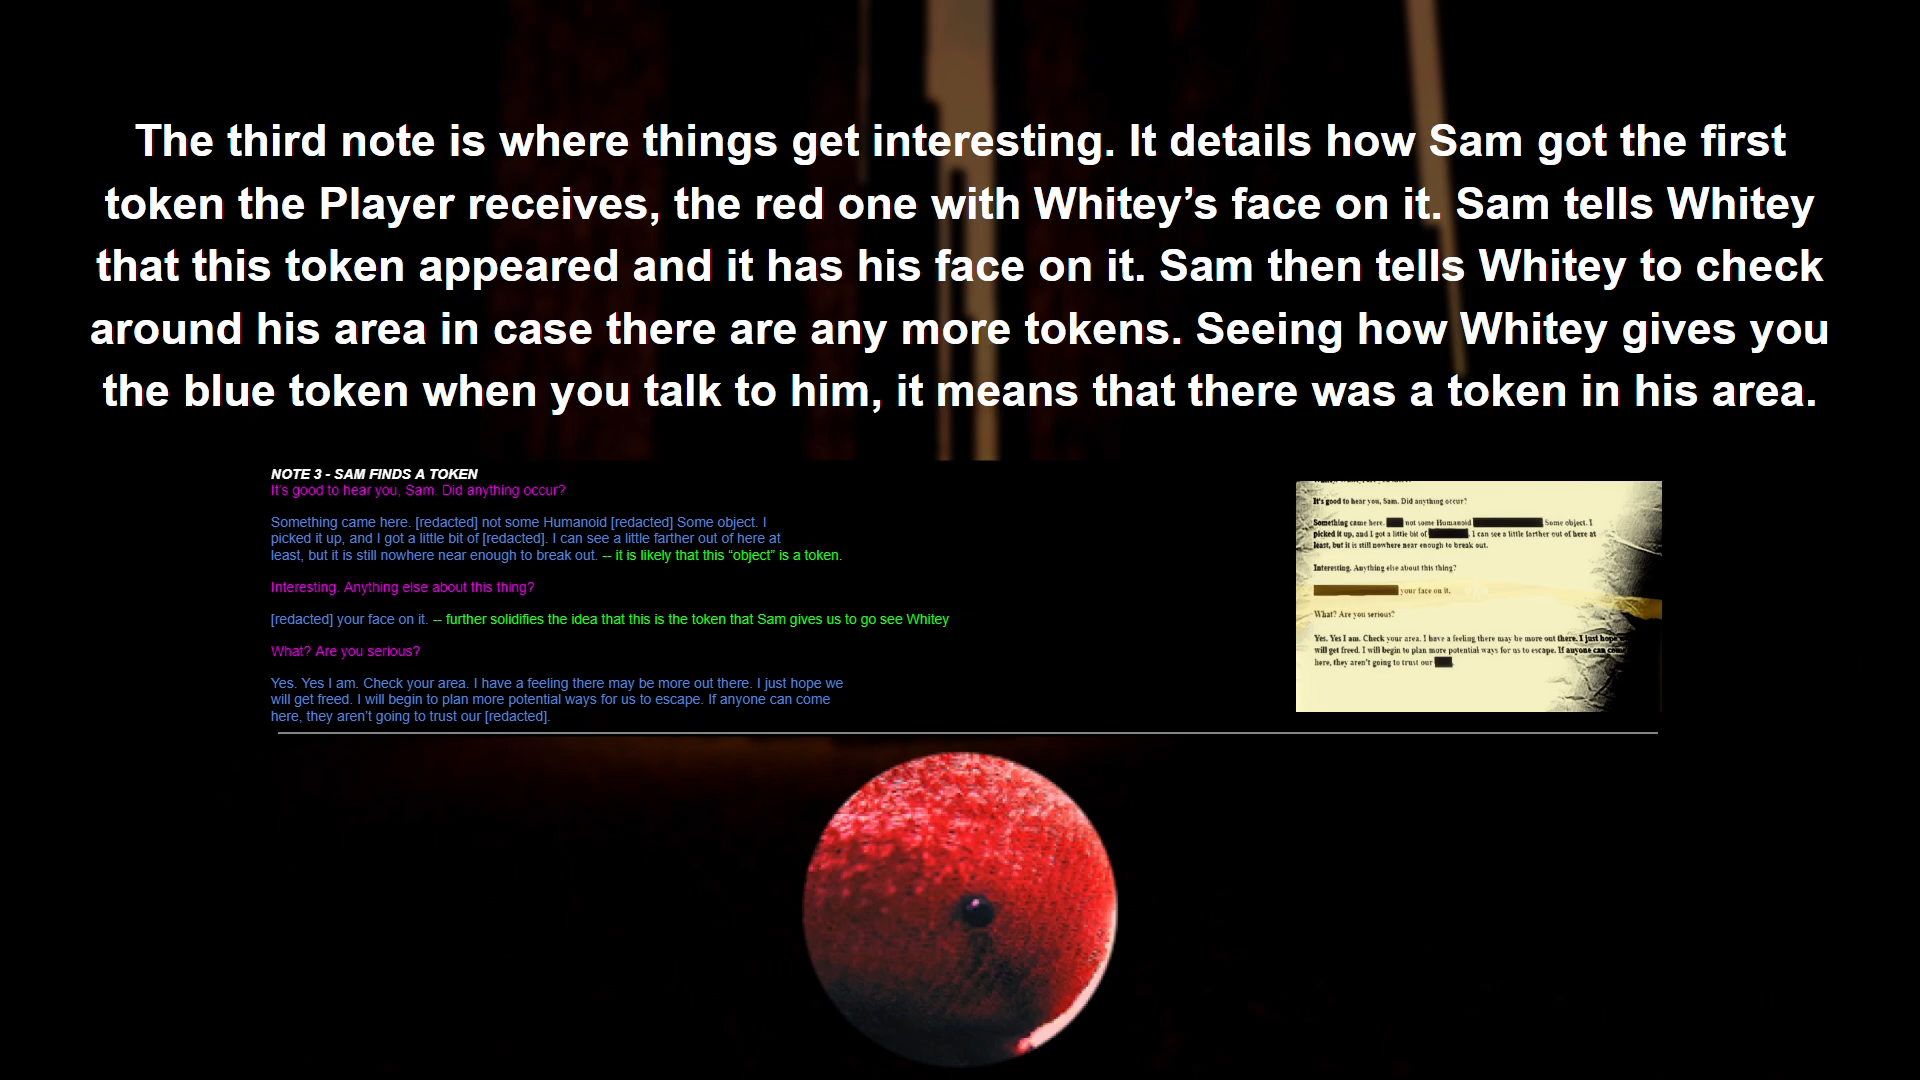 The third note is where things get interesting. It details how Sam got the first
token the Player receives, the red one with Whitey’s face on it. Sam tells Whitey
that this token appeared and it has his face on it. Sam then tells Whitey to check
around his area in case there are any more tokens. Seeing how Whitey gives you
the blue token when you talk to him, it means that there was a token in his area.
NOTE 3 - SAM FINDS A TOKEN
It's good to hear you, Sam. Did anything occur?
Something came here. [redacted] not some Humanoid [redacted] Some object. I
picked it up, and I got a little bit of [redacted]. I can see a little farther out of here at
least, but it is still nowhere near enough to break out. -- it is likely that this “object” is a token.
Interesting. Anything else about this thing?
[redacted] your face on it. -- further solidifies the idea that this is the token that Sam gives us to go see Whitey
What? Are you serious?
Yes. Yes I am. Check your area. I have a feeling there may be more out there. I just hope we
will get freed. I will begin to plan more potential ways for us to escape. If anyone can come
here, they aren’t going to trust our [redacted].
It's good to hear you, Sam. Did anything occur?
Something came here. not some Humanoid Some object. I
picked it up, and I got a little bit of . I can see a little farther out of here at
least, but it is still nowhere near enough to break out.
Interesting. Anything else about this thing?
your face on it.
What? Are you serious?
Yes. Yes I am. Check your area. I have a feeling there may be more out there. I just hope
will get freed. I will begin to plan more potential ways for us to escape. If anyone can come
here, they aren't going to trust our .